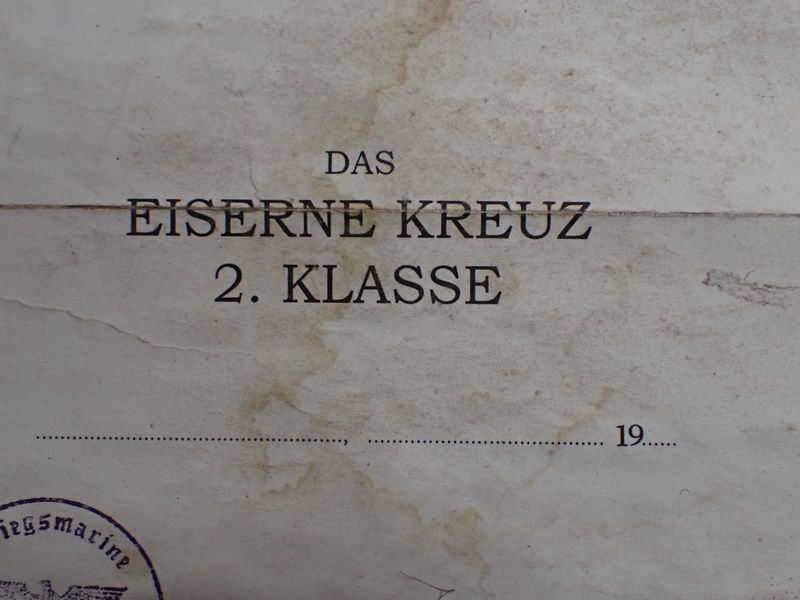 DAS
EISERNE KREUZ
2. KLASSE
........................................, ........................................ 19......
iegsmarine